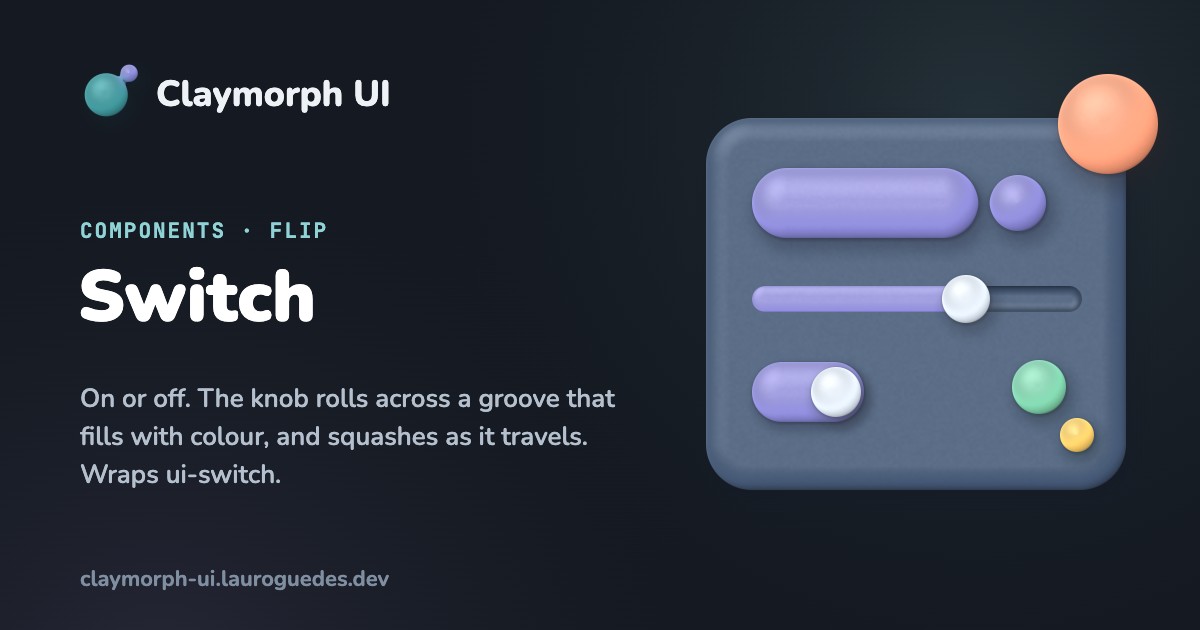 Claymorph UI
COMPONENTS · FLIP
Switch
On or off. The knob rolls across a groove that
fills with colour, and squashes as it travels.
Wraps ui-switch.
claymorph-ui.lauroguedes.dev